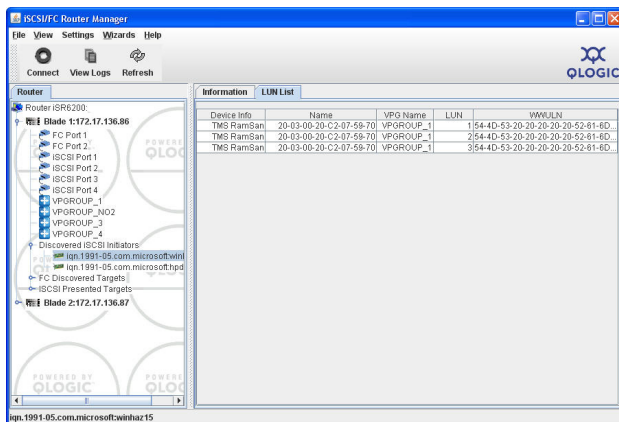 iSCSI/FC Router Manager
File View Settings Wizards Help
Connect View Logs Refresh
QLOGIC
Router
Information LUN List
Router iSR6200:
Blade 1:172.17.136.86
FC Port 1
FC Port 2..
iSCSI Port 1
iSCSI Port 2..
iSCSI Port 3
iSCSI Port 4
VPGROUP_1
VPGROUP_NO2
VPGROUP_3
VPGROUP_4
Discovered iSCSI Initiators
iqn.1991-05.com.microsoft:winl
iqn.1991-05.com.microsoft:hpd
FC Discovered Targets
iSCSI Presented Targets
Blade 2:172.17.136.87
POWERED BY
QLOGIC
Device Info Name VPG Name LUN WWULN
TMS RamSan 20-03-00-20-C2-07-59-70 VPGROUP_1 1 54-4D-53-20-20-20-20-20-52-61-6D...
TMS RamSan 20-03-00-20-C2-07-59-70 VPGROUP_1 2 54-4D-53-20-20-20-20-20-52-61-6D...
TMS RamSan 20-03-00-20-C2-07-59-70 VPGROUP_1 3 54-4D-53-20-20-20-20-20-52-61-6D...
iqn.1991-05.com.microsoft:winhaz15